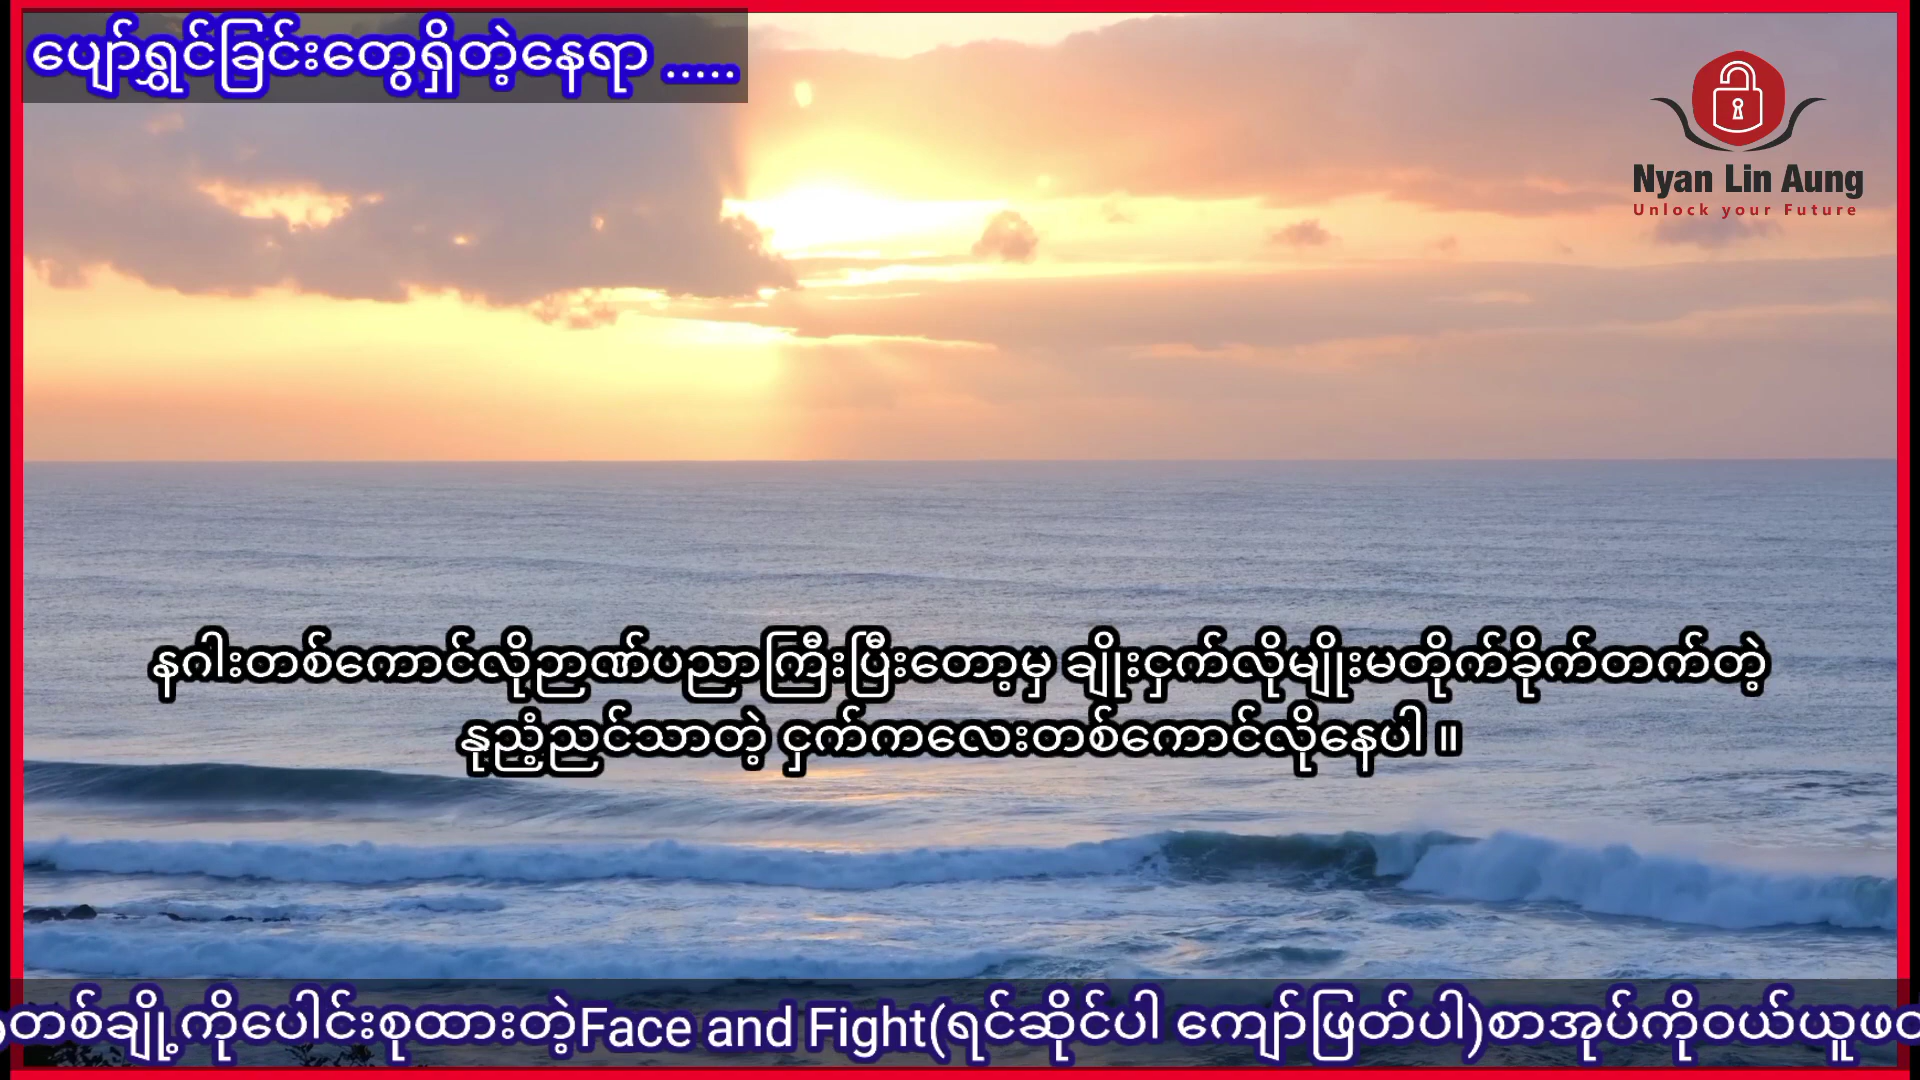 ပျော်ရွှင်ခြင်းတွေရှိတဲ့နေရာ .....
Nyan Lin Aung
Unlock your Future
နဂါးတစ်ကောင်လိုဉာဏ်ပညာကြီးပြီးတော့မှ ချိုးငှက်လိုမျိုးမတိုက်ခိုက်တက်တဲ့
နုညံ့ညင်သာတဲ့ ငှက်ကလေးတစ်ကောင်လိုနေပါ ။
တစ်ချို့ကိုပေါင်းစုထားတဲ့Face and Fight(ရင်ဆိုင်ပါ ကျော်ဖြတ်ပါ)စာအုပ်ကိုဝယ်ယူ